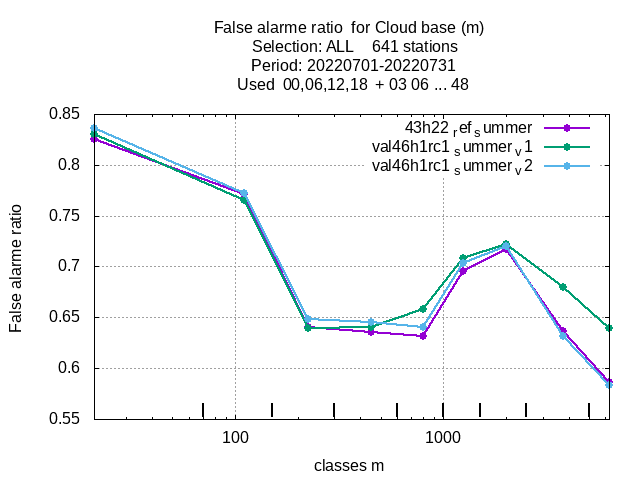 False alarme ratio  for Cloud base (m)
Selection: ALL    641 stations
Period: 20220701-20220731
Used  00,06,12,18  + 03 06 ... 48
43h22 ref summer
val46h1rc1 summer v1
val46h1rc1 summer v2
0.85
0.8
0.75
0.7
0.65
0.6
0.55
False alarme ratio
100
1000
classes m